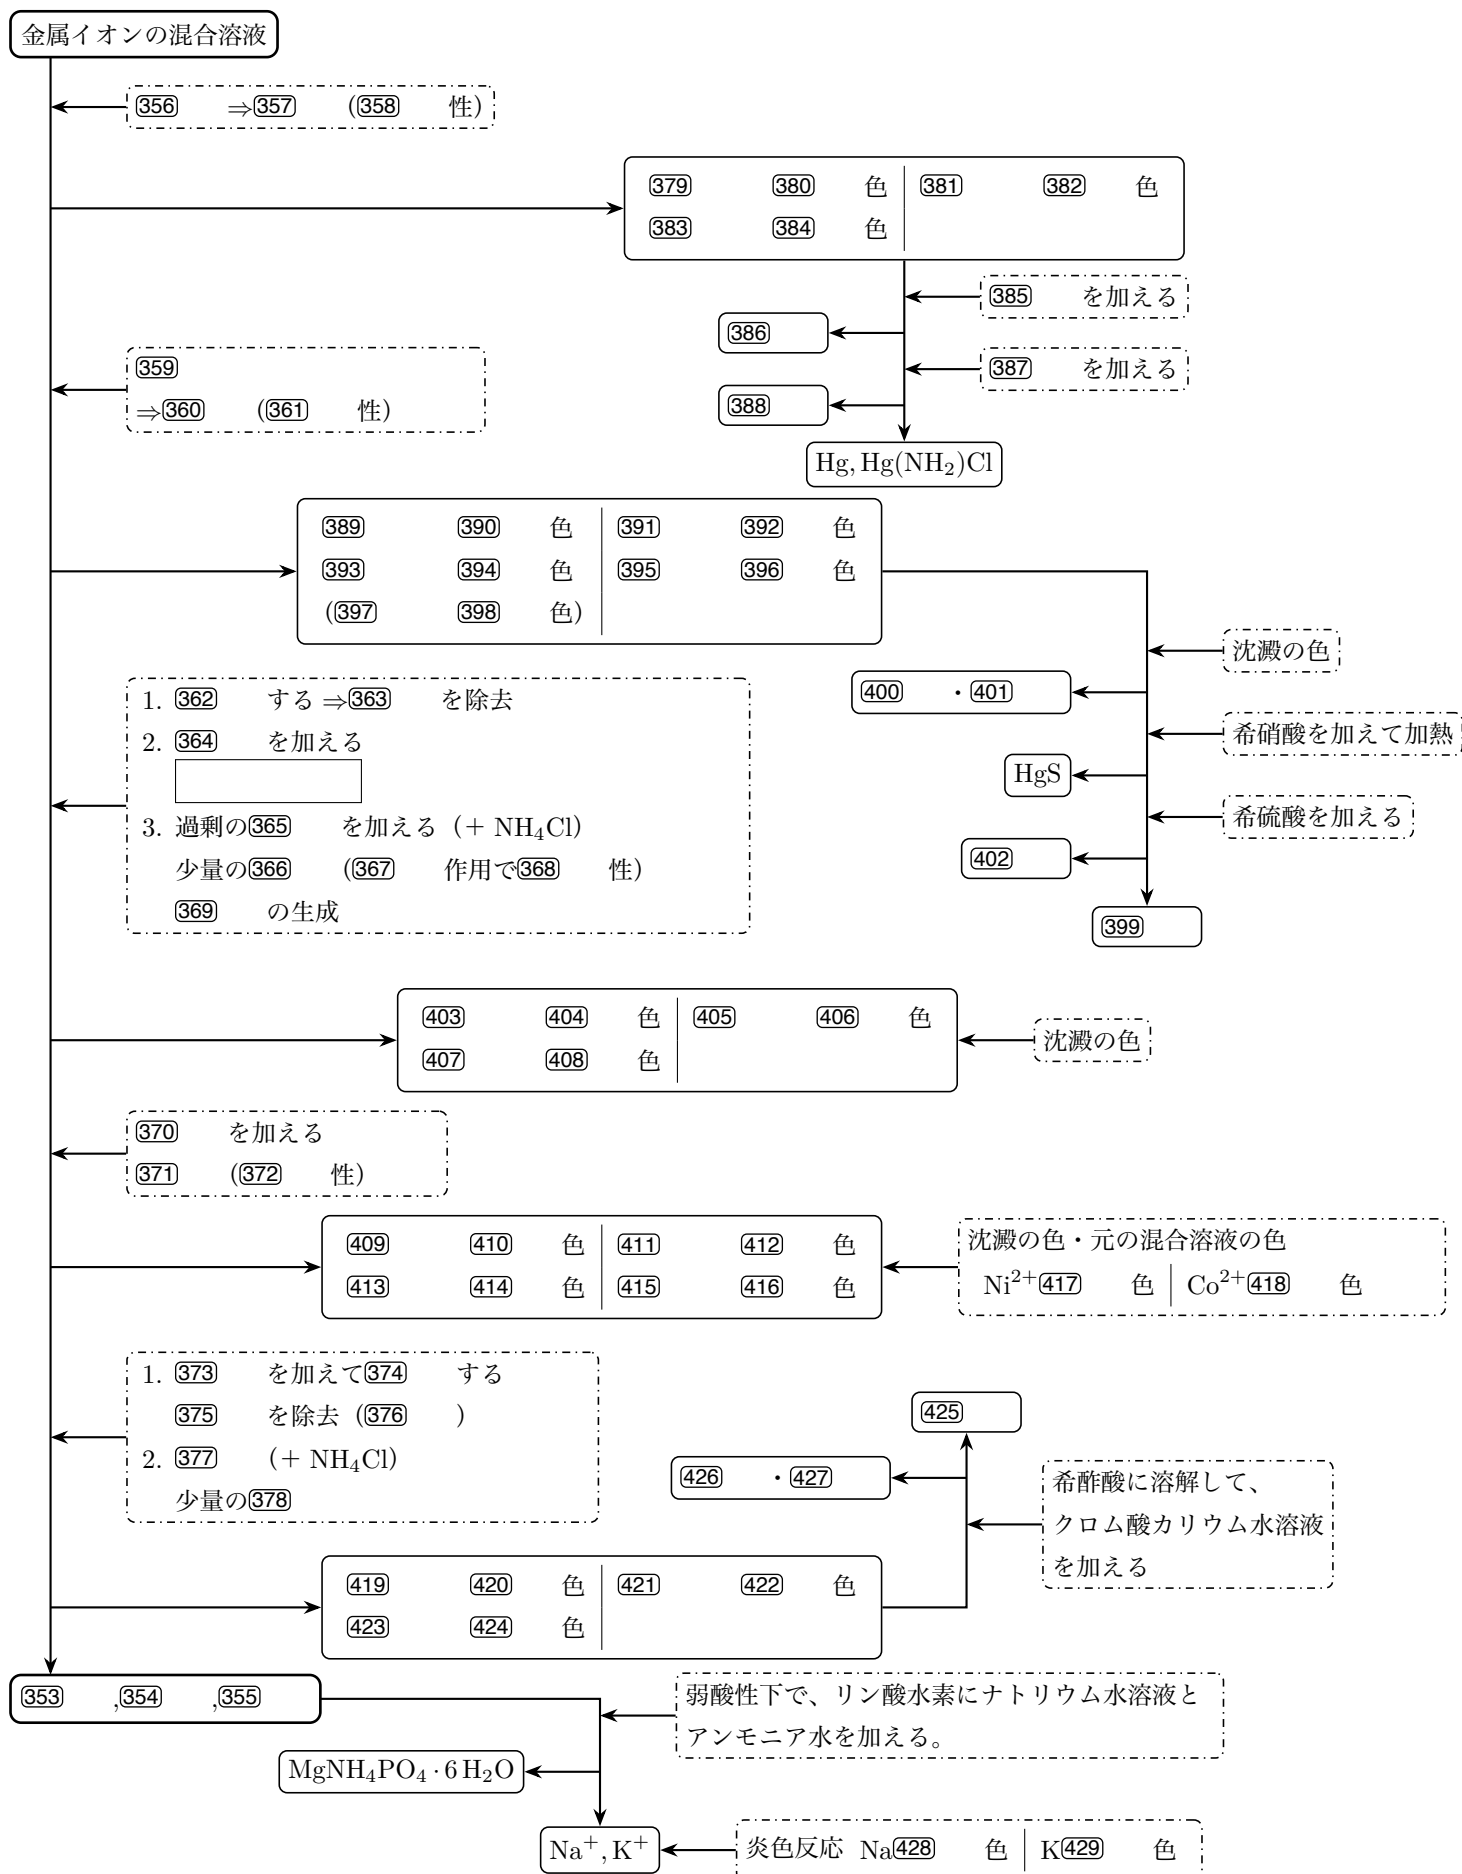 金属イオンの混合溶液
356 ⇒357 (358 性)
379 380 色 381 382 色
383 384 色
385 を加える
386
359
⇒360 (361 性)
387 を加える
388
Hg, Hg(NH₂)Cl
389 390 色 391 392 色
393 394 色 395 396 色
(397 398 色)
沈澱の色
400 ・401
希硝酸を加えて加熱
HgS
希硫酸を加える
402
399
1. 362 する ⇒363 を除去
2. 364 を加える
3. 過剰の365 を加える (+ NH₄Cl)
少量の366 (367 作用で368 性)
369 の生成
403 404 色 405 406 色
407 408 色
沈澱の色
370 を加える
371 (372 性)
409 410 色 411 412 色
413 414 色 415 416 色
沈澱の色・元の混合溶液の色
Ni²⁺417 色 Co²⁺418 色
1. 373 を加えて374 する
375 を除去 (376 )
2. 377 (+ NH₄Cl)
少量の378
425
426 ・427
希酢酸に溶解して、
クロム酸カリウム水溶液
を加える
419 420 色 421 422 色
423 424 色
353 ,354 ,355
弱酸性下で、リン酸水素にナトリウム水溶液と
アンモニア水を加える。
MgNH₄PO₄・6 H₂O
Na⁺, K⁺
炎色反応 Na428 色 K429 色